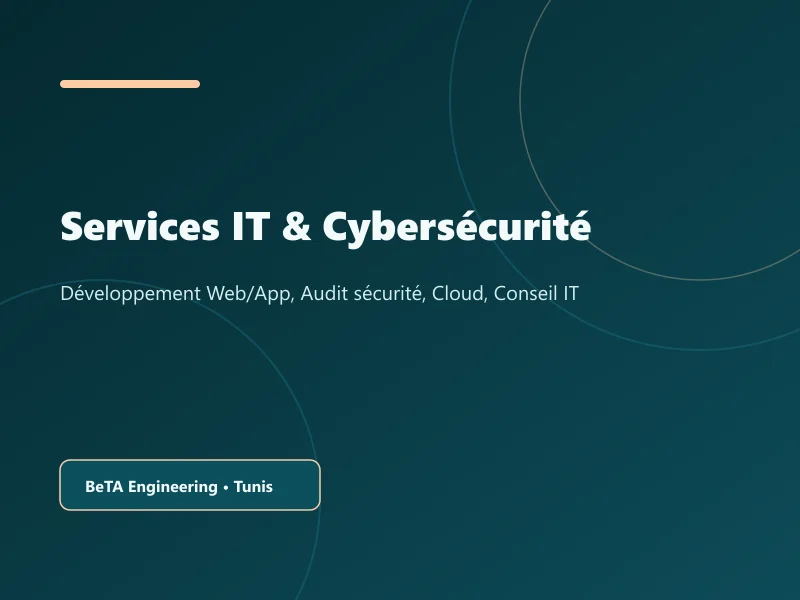 Services IT & Cybersécurité
Développement Web/App, Audit sécurité, Cloud, Conseil IT
BeTA Engineering • Tunis